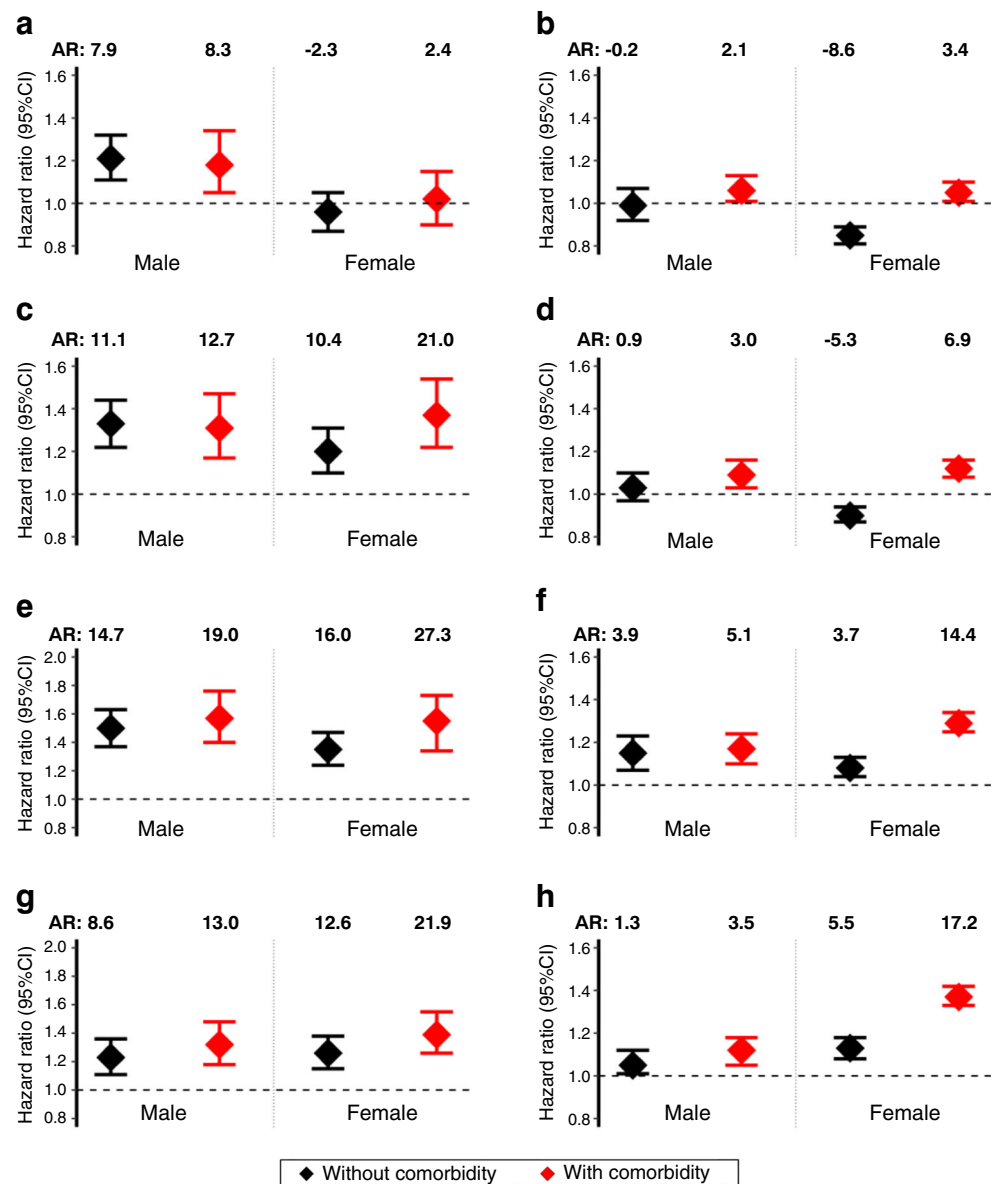 a
AR: 7.9 8.3 -2.3 2.4
Hazard ratio (95%CI)
1.6
1.4
1.2
1.0
0.8
Male Female
b
AR: -0.2 2.1 -8.6 3.4
Hazard ratio (95%CI)
1.6
1.4
1.2
1.0
0.8
Male Female
c
AR: 11.1 12.7 10.4 21.0
Hazard ratio (95%CI)
1.6
1.4
1.2
1.0
0.8
Male Female
d
AR: 0.9 3.0 -5.3 6.9
Hazard ratio (95%CI)
1.6
1.4
1.2
1.0
0.8
Male Female
e
AR: 14.7 19.0 16.0 27.3
Hazard ratio (95%CI)
2.0
1.8
1.6
1.4
1.2
1.0
0.8
Male Female
f
AR: 3.9 5.1 3.7 14.4
Hazard ratio (95%CI)
1.6
1.4
1.2
1.0
0.8
Male Female
g
AR: 8.6 13.0 12.6 21.9
Hazard ratio (95%CI)
2.0
1.8
1.6
1.4
1.2
1.0
0.8
Male Female
h
AR: 1.3 3.5 5.5 17.2
Hazard ratio (95%CI)
1.6
1.4
1.2
1.0
0.8
Male Female
Without comorbidity With comorbidity